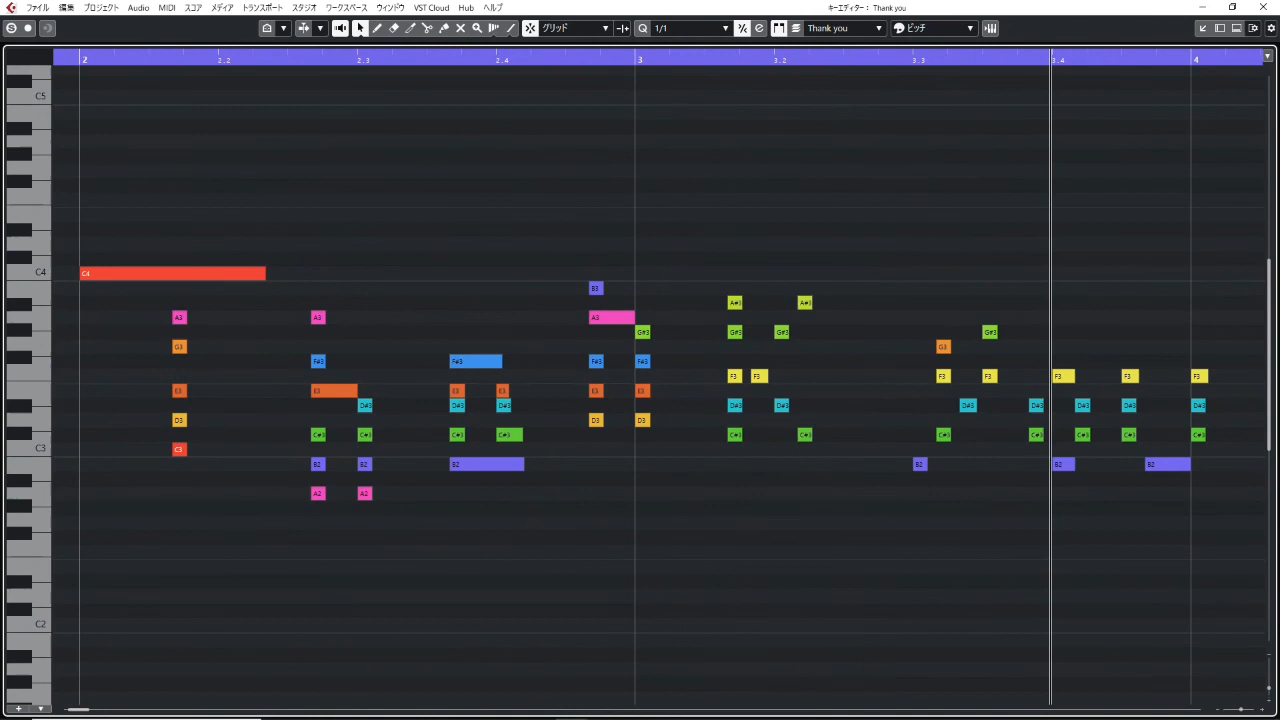 ファイル 編集 プロジェクト Audio MIDI スコア メディア トランスポート スタジオ ワークスペース ウィンドウ VST Cloud Hub ヘルプ キーエディター： Thank you
グリッド 1/1 Thank you ピッチ
2 2.2 2.3 2.4 3 3.2 3.3 3.4 4
C5
C4 C4
B3
A#3 A#3
A3 A3 A3
G#3 G#3 G#3 G#3
G3 G3
F#3 F#3 F#3 F#3
F3 F3 F3 F3 F3 F3 F3
E3 E3 E3 E3 E3 E3
D#3 D#3 D#3 D#3 D#3 D#3 D#3 D#3 D#3 D#3
D3 D3 D3
C#3 C#3 C#3 C#3 C#3 C#3 C#3 C#3 C#3 C#3 C#3
C3 C3
B2 B2 B2 B2 B2 B2
A2 A2
C2